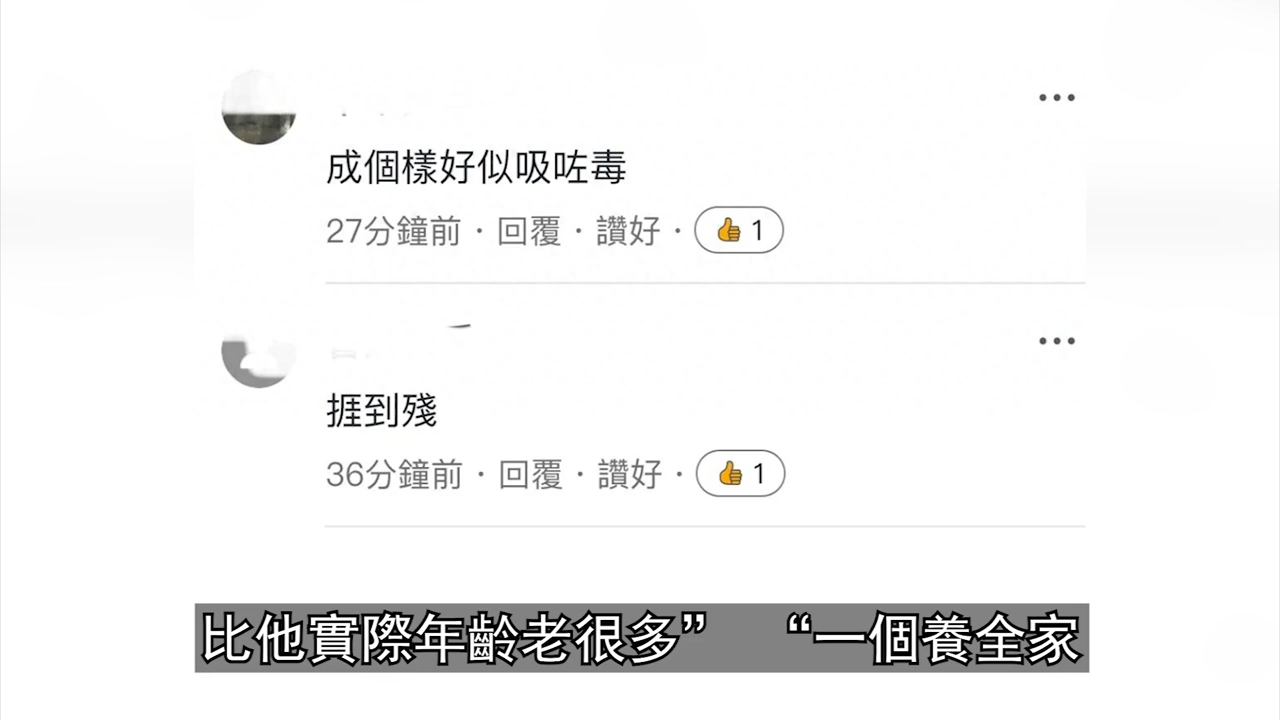 成個樣好似吸咗毒
27分鐘前 · 回覆 · 讚好 · 👍 1
捱到殘
36分鐘前 · 回覆 · 讚好 · 👍 1
比他實際年齡老很多” “一個養全家